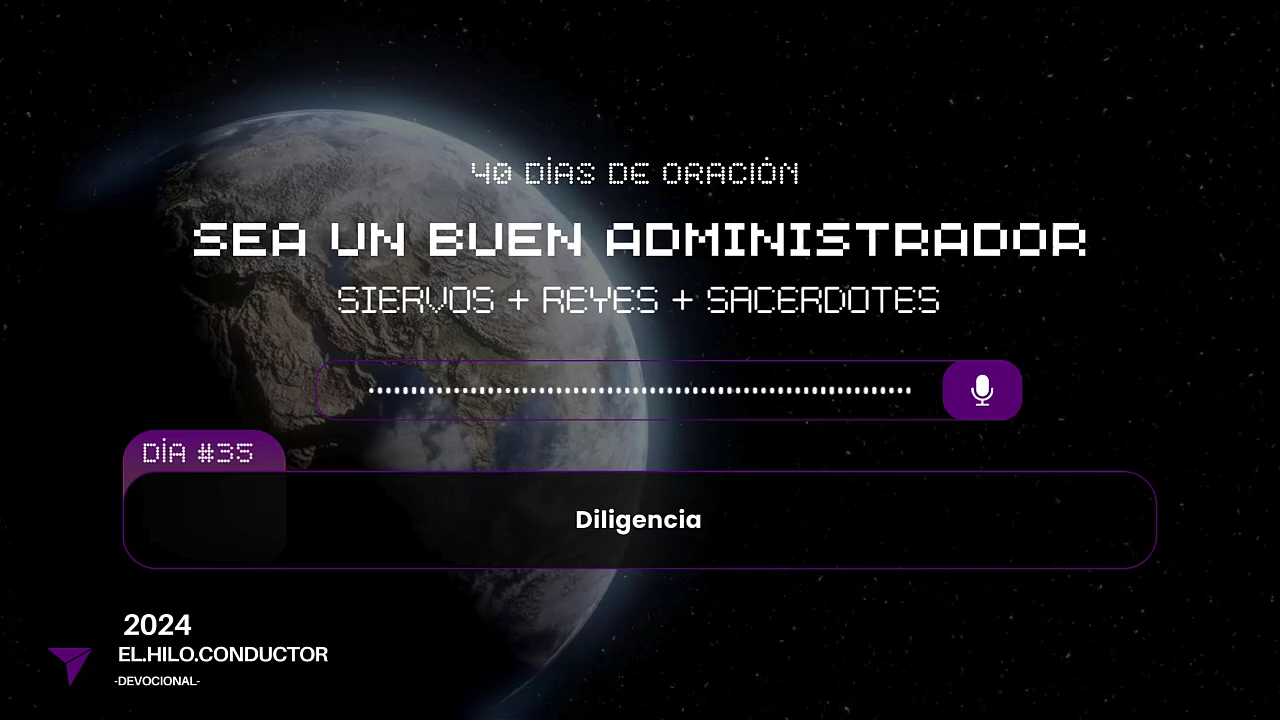 40 DÍAS DE ORACIÓN
SEA UN BUEN ADMINISTRADOR
SIERVOS + REYES + SACERDOTES
DÍA #35
Diligencia
2024
EL.HILO.CONDUCTOR
-DEVOCIONAL-